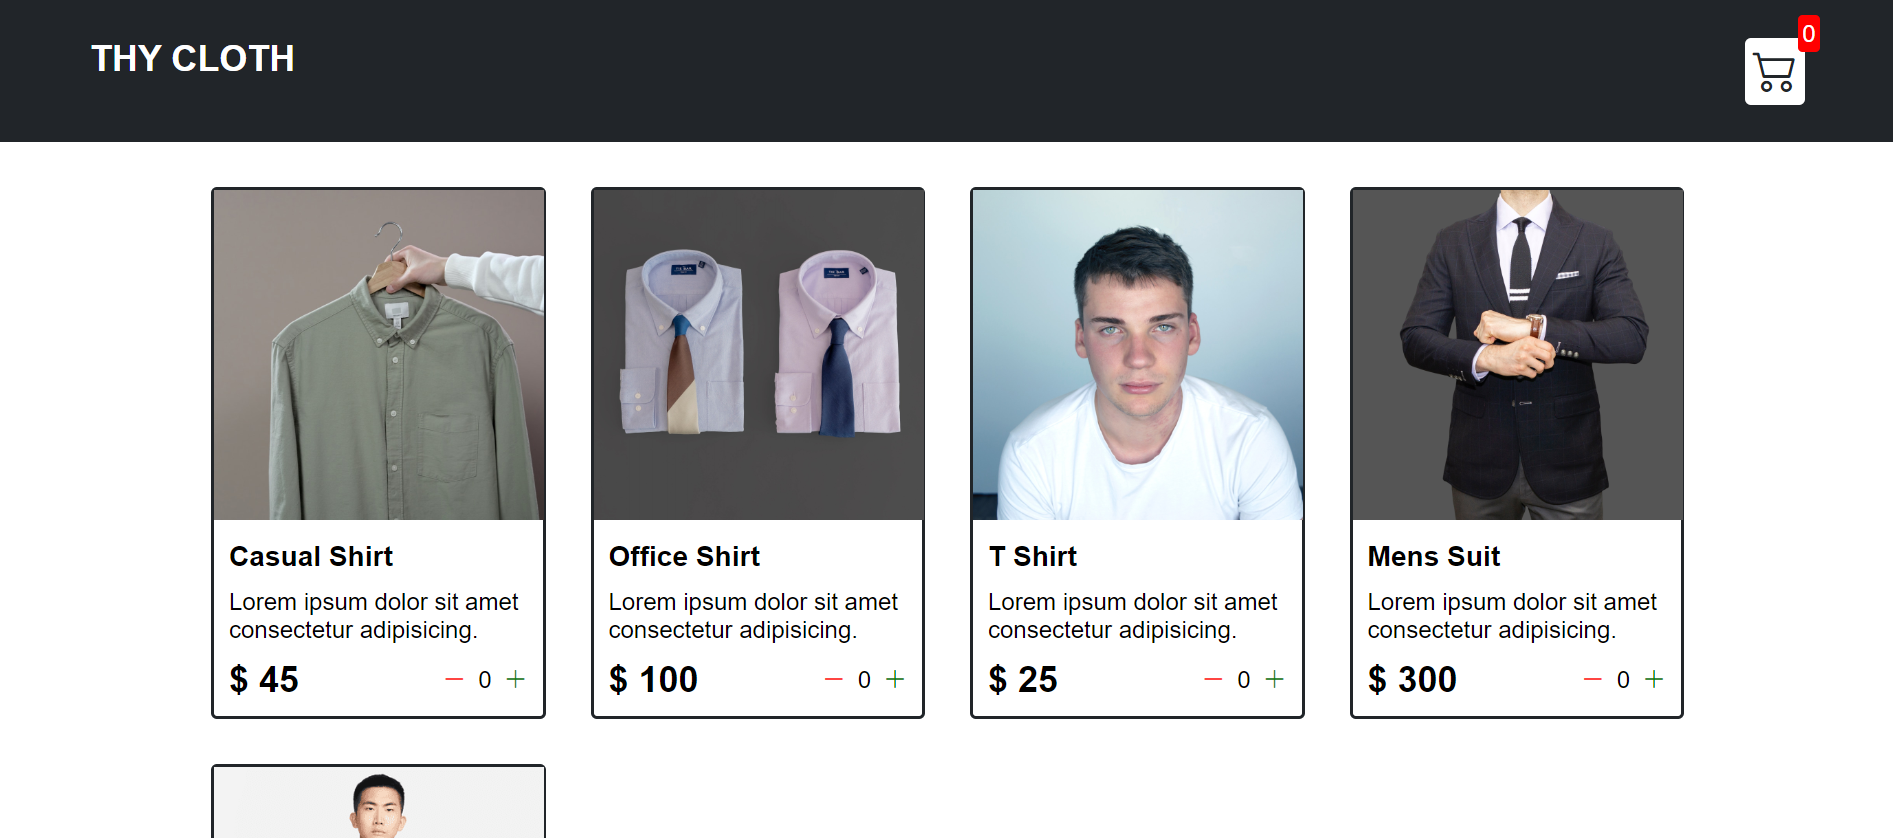 THY CLOTH
0
Casual Shirt
Lorem ipsum dolor sit amet
consectetur adipisicing.
$ 45
0
Office Shirt
Lorem ipsum dolor sit amet
consectetur adipisicing.
$ 100
0
T Shirt
Lorem ipsum dolor sit amet
consectetur adipisicing.
$ 25
0
Mens Suit
Lorem ipsum dolor sit amet
consectetur adipisicing.
$ 300
0